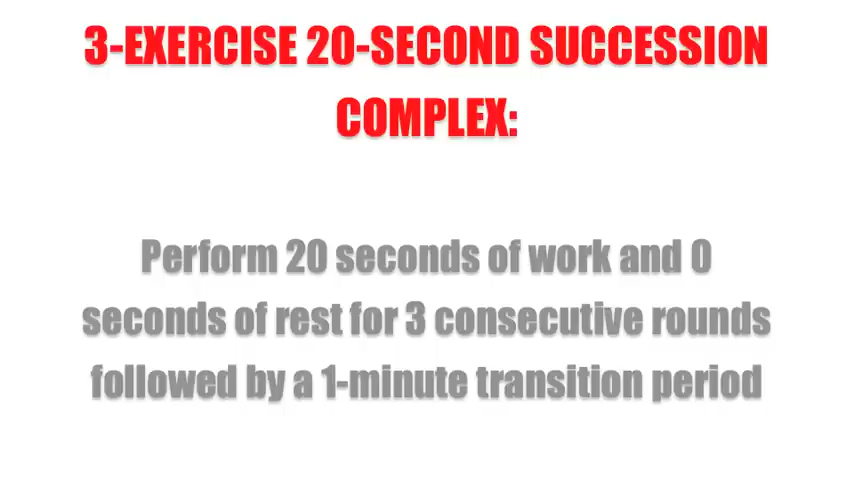 3-EXERCISE 20-SECOND SUCCESSION
COMPLEX:
Perform 20 seconds of work and 0
seconds of rest for 3 consecutive rounds
followed by a 1-minute transition period